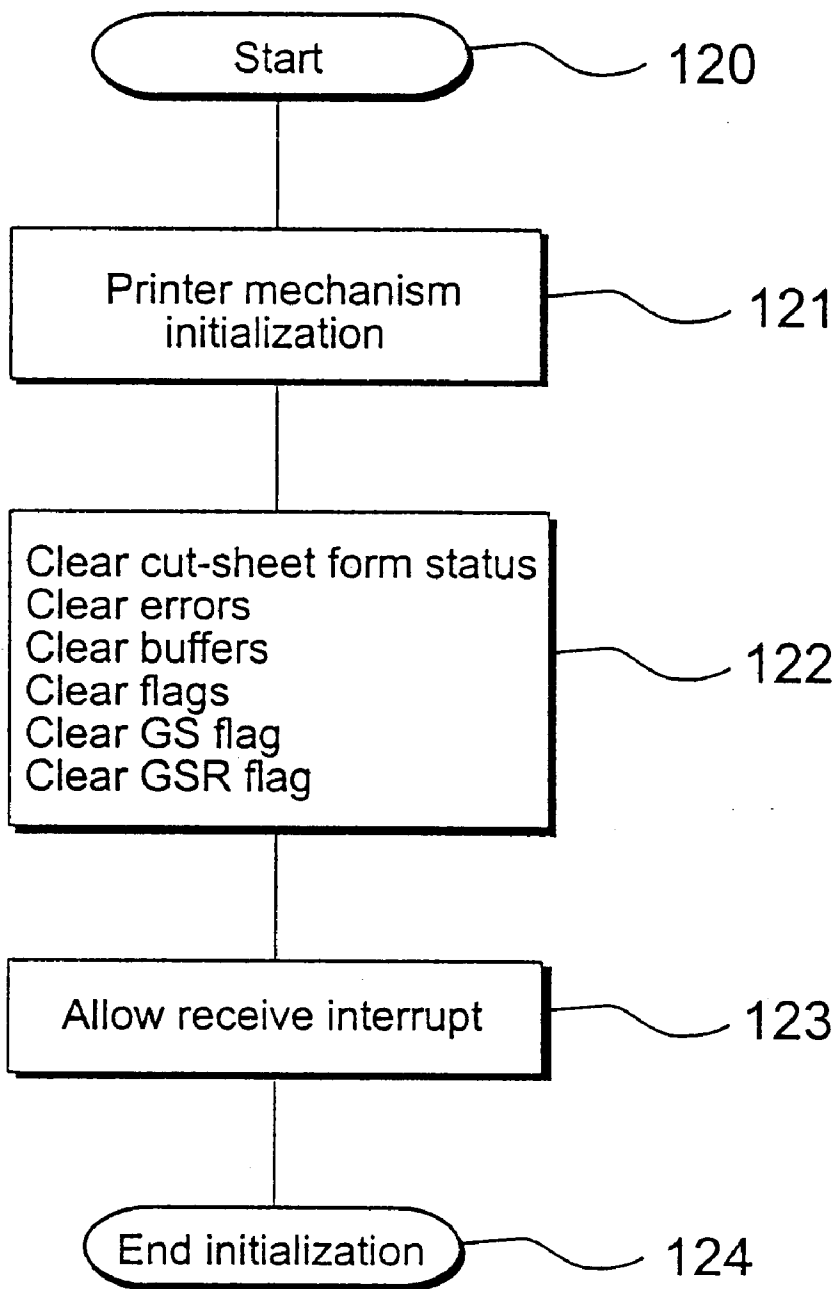 Start
120
Printer mechanism
initialization
121
Clear cut-sheet form status
Clear errors
Clear buffers
Clear flags
Clear GS flag
Clear GSR flag
122
Allow receive interrupt
123
End initialization
124